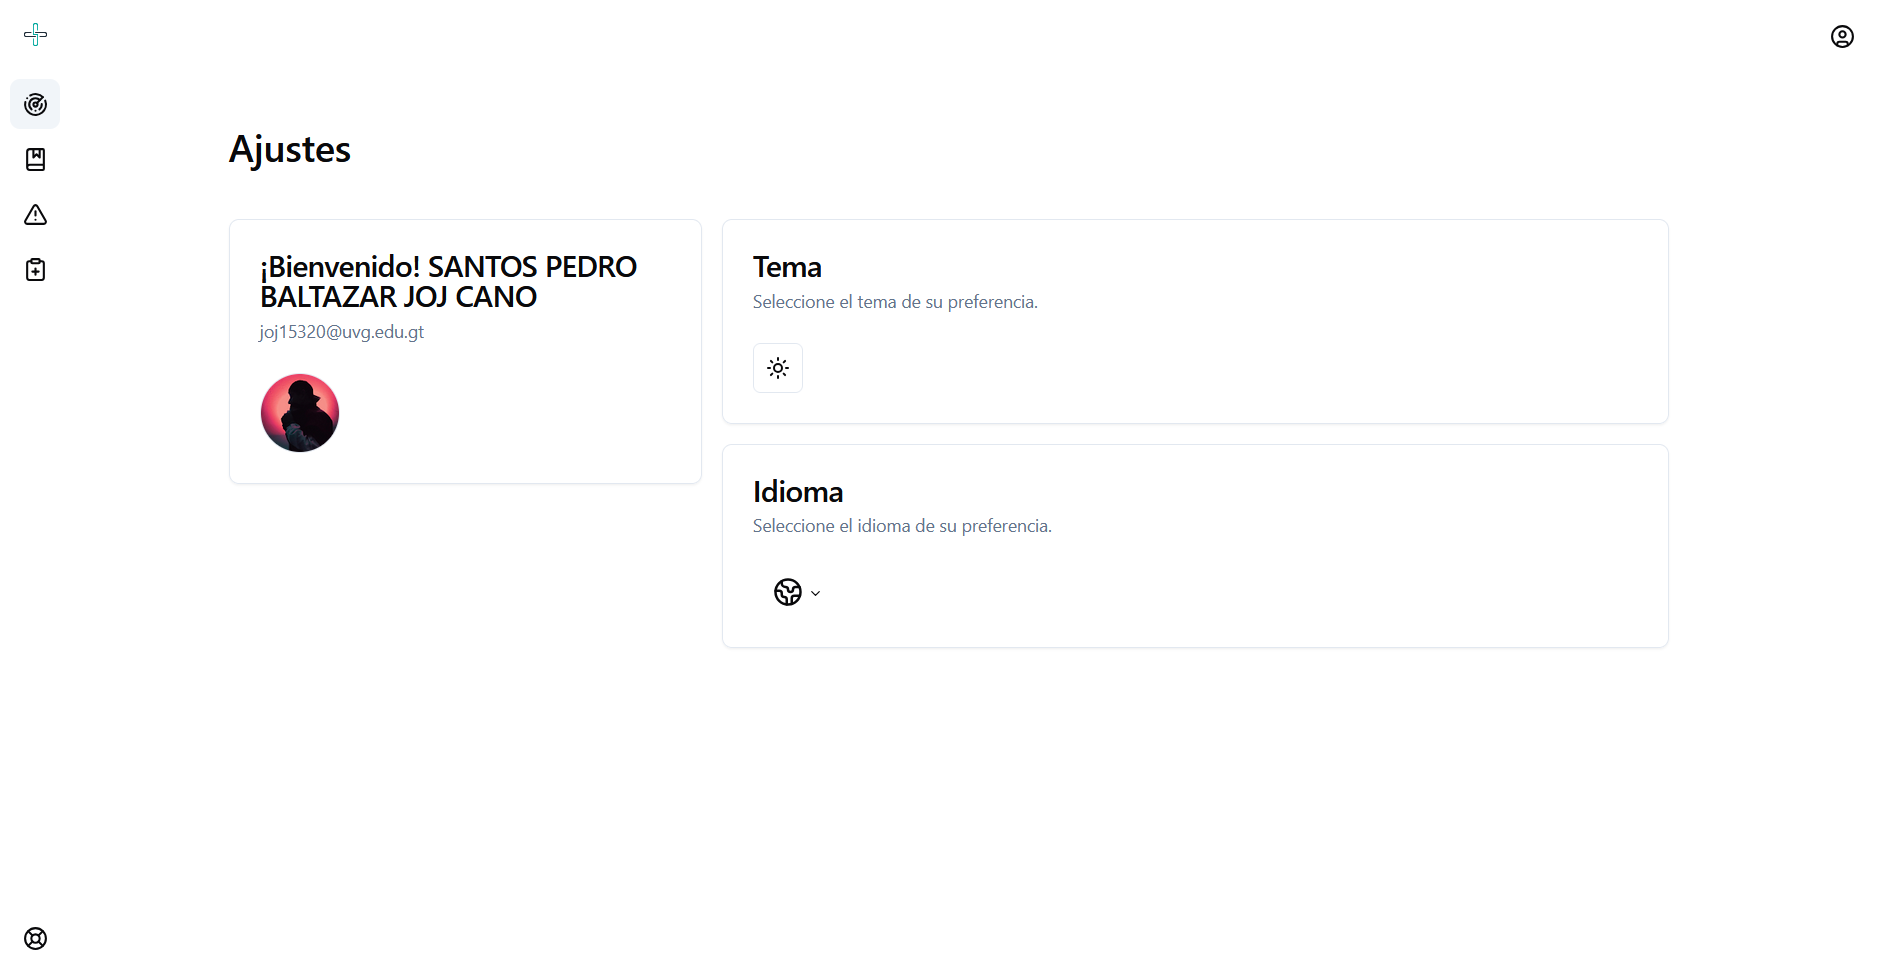 Ajustes
¡Bienvenido! SANTOS PEDRO
BALTAZAR JOJ CANO
joj15320@uvg.edu.gt
Tema
Seleccione el tema de su preferencia.
Idioma
Seleccione el idioma de su preferencia.